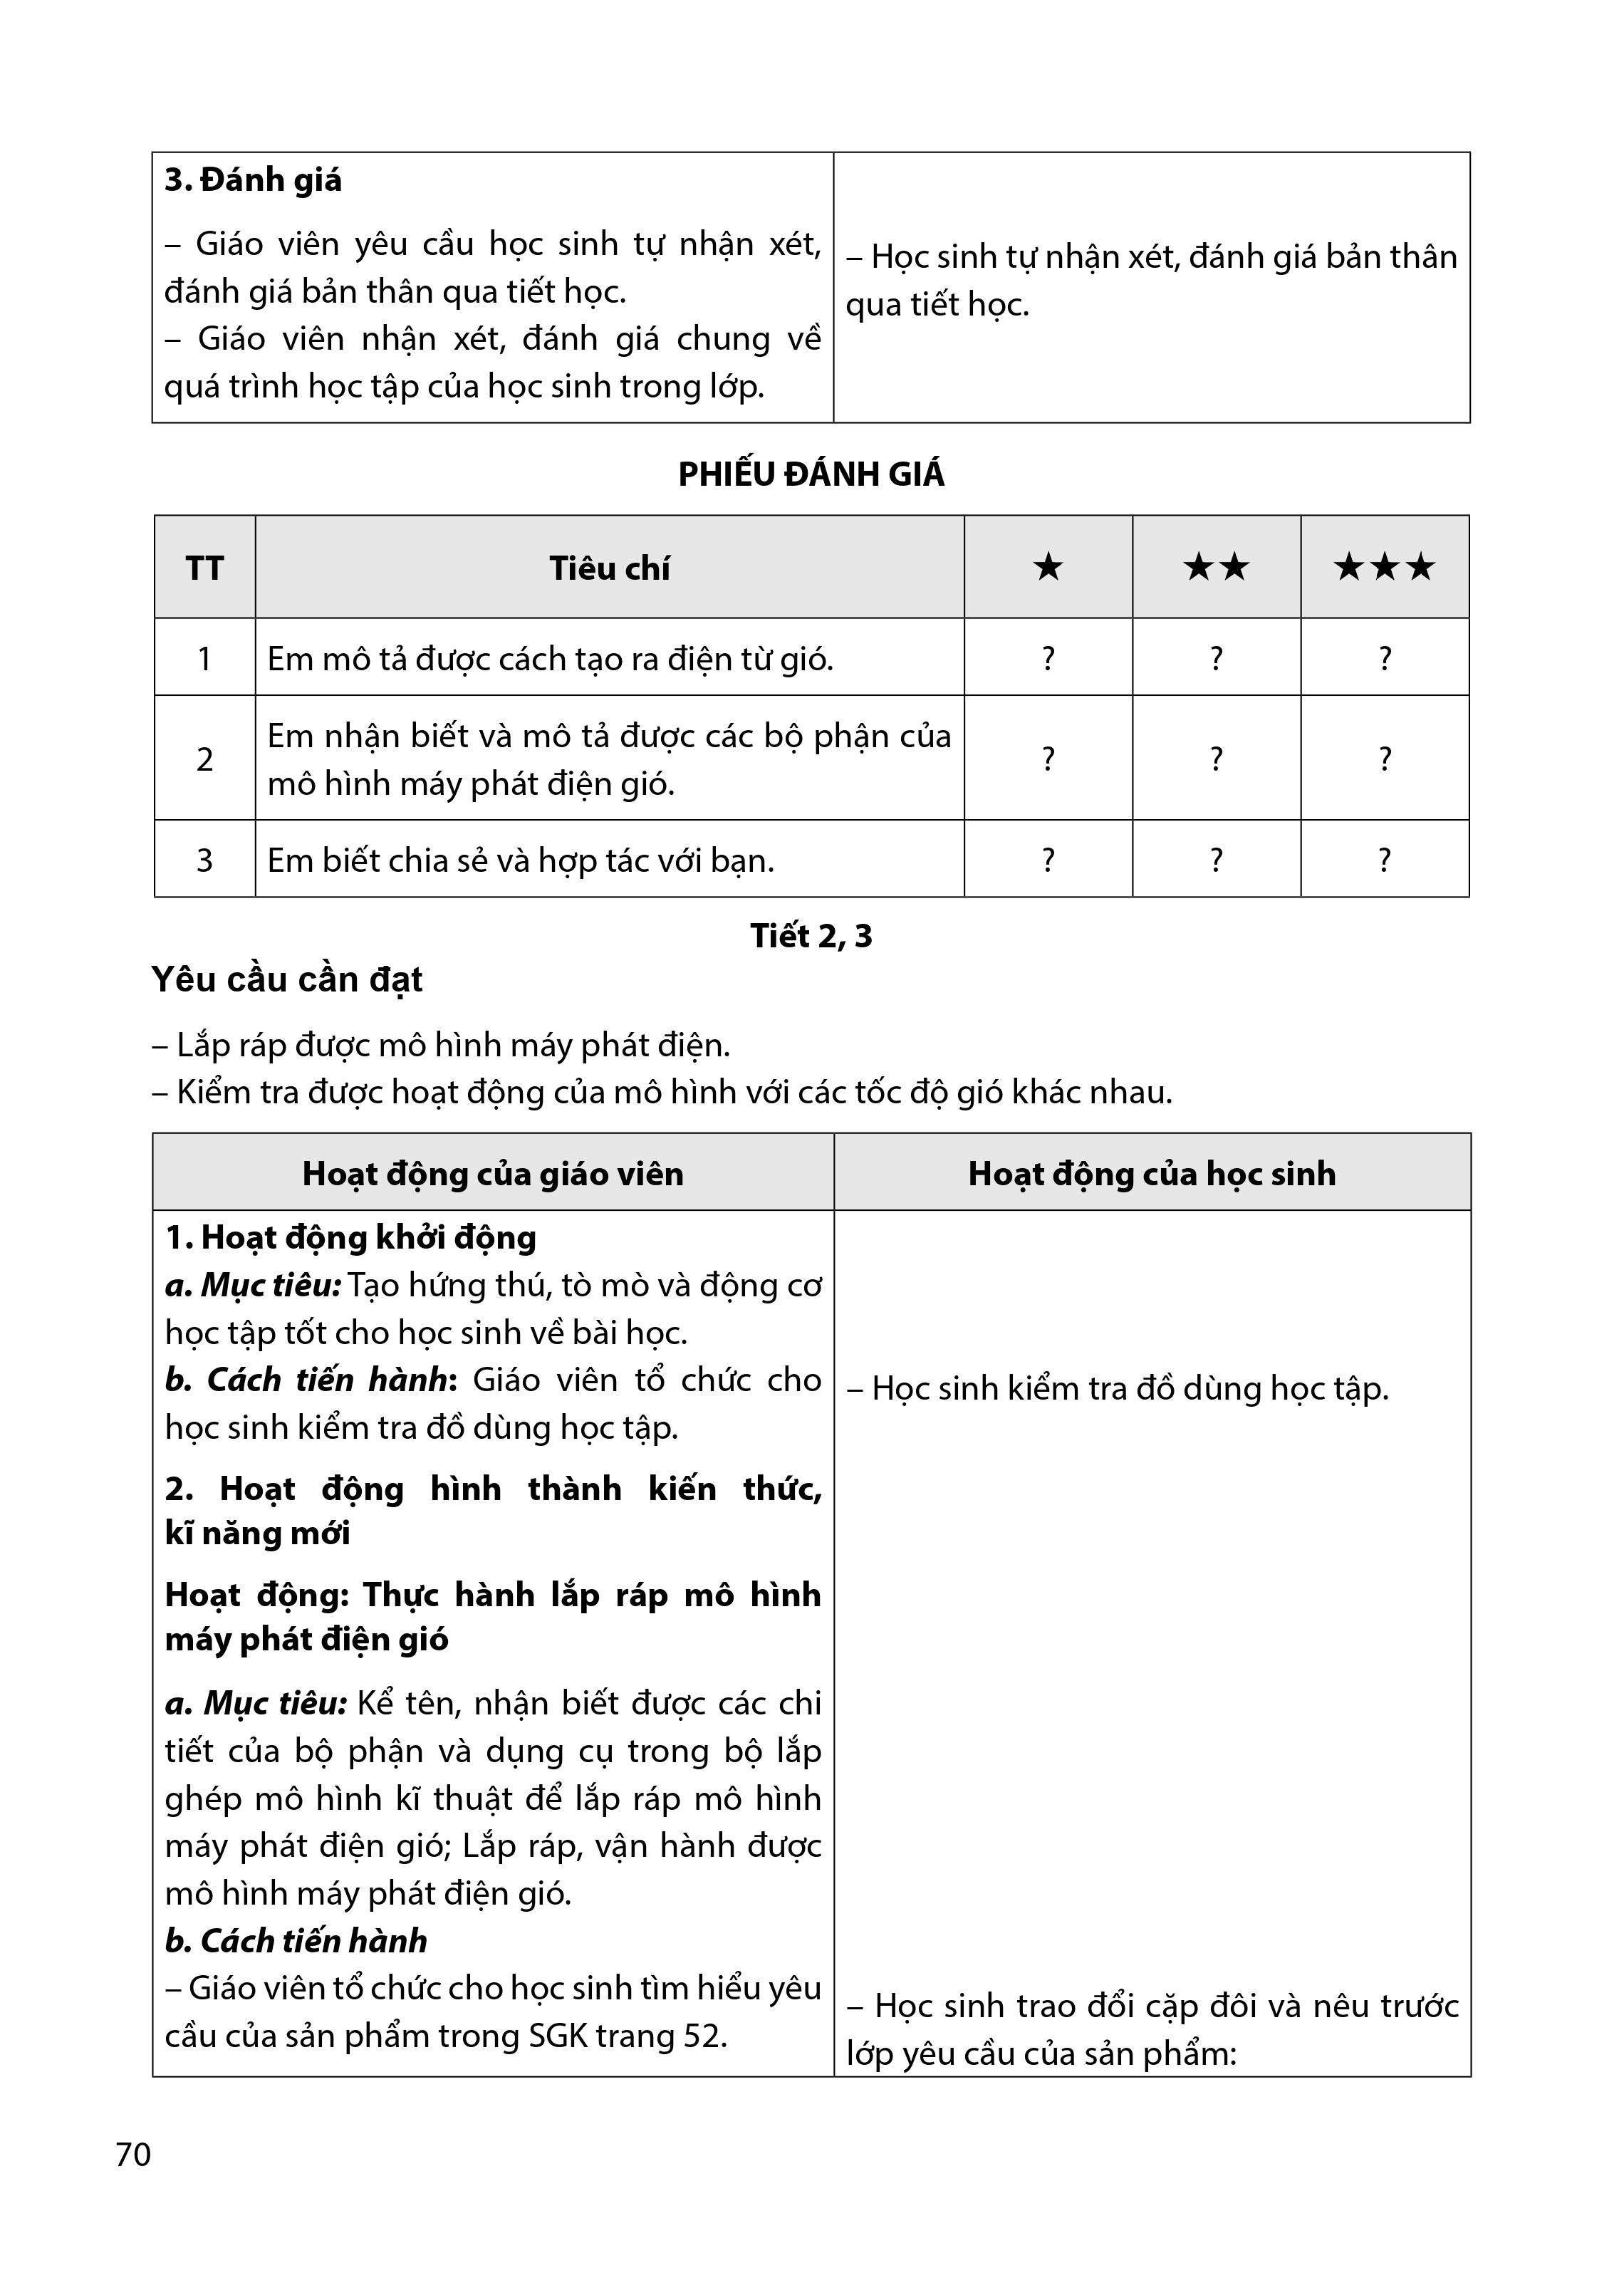 3. Đánh giá
– Giáo viên yêu cầu học sinh tự nhận xét,
đánh giá bản thân qua tiết học.
– Giáo viên nhận xét, đánh giá chung về
quá trình học tập của học sinh trong lớp.
– Học sinh tự nhận xét, đánh giá bản thân
qua tiết học.
PHIẾU ĐÁNH GIÁ
TT Tiêu chí ★ ★★ ★★★
1 Em mô tả được cách tạo ra điện từ gió. ? ? ?
2 Em nhận biết và mô tả được các bộ phận của
mô hình máy phát điện gió. ? ? ?
3 Em biết chia sẻ và hợp tác với bạn. ? ? ?
Tiết 2, 3
Yêu cầu cần đạt
– Lắp ráp được mô hình máy phát điện.
– Kiểm tra được hoạt động của mô hình với các tốc độ gió khác nhau.
Hoạt động của giáo viên Hoạt động của học sinh
1. Hoạt động khởi động
a. Mục tiêu: Tạo hứng thú, tò mò và động cơ
học tập tốt cho học sinh về bài học.
b. Cách tiến hành: Giáo viên tổ chức cho
học sinh kiểm tra đồ dùng học tập.
2. Hoạt động hình thành kiến thức,
kĩ năng mới
Hoạt động: Thực hành lắp ráp mô hình
máy phát điện gió
a. Mục tiêu: Kể tên, nhận biết được các chi
tiết của bộ phận và dụng cụ trong bộ lắp
ghép mô hình kĩ thuật để lắp ráp mô hình
máy phát điện gió; Lắp ráp, vận hành được
mô hình máy phát điện gió.
b. Cách tiến hành
– Giáo viên tổ chức cho học sinh tìm hiểu yêu
cầu của sản phẩm trong SGK trang 52.
– Học sinh kiểm tra đồ dùng học tập.
– Học sinh trao đổi cặp đôi và nêu trước
lớp yêu cầu của sản phẩm:
70